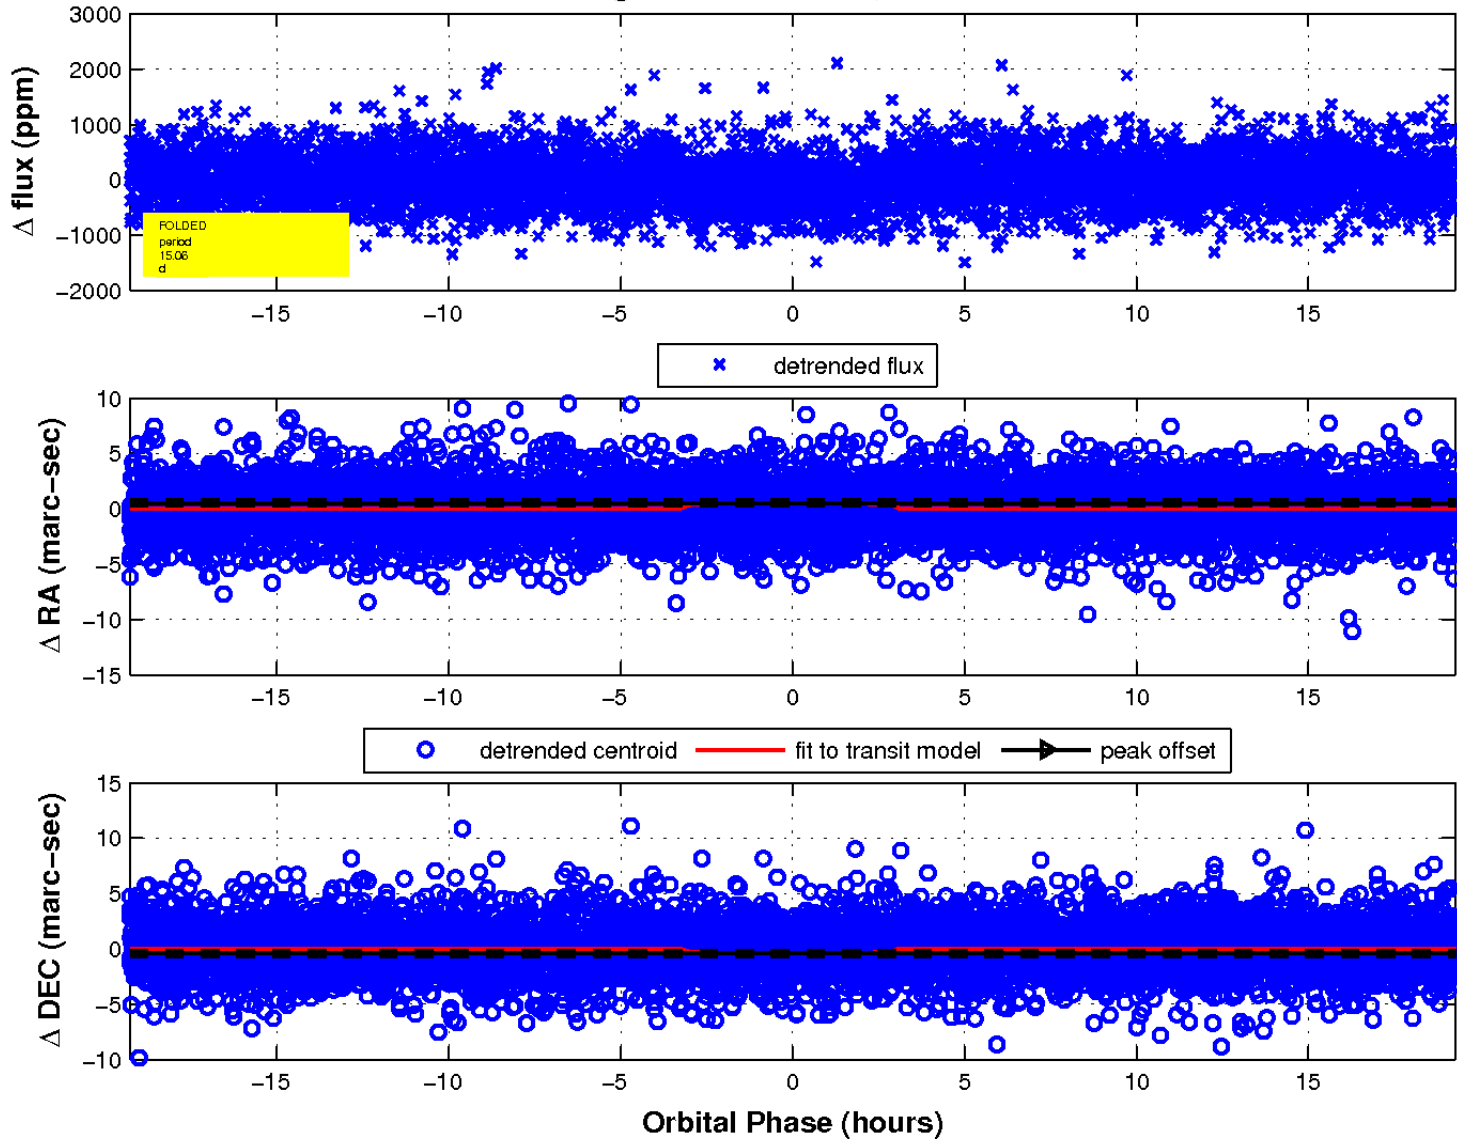 3000
2000
1000
0
−1000
−2000
Δ flux (ppm)
FOLDED
period
15.06
d
−15 −10 −5 0 5 10 15
detrended flux
10
5
0
−5
−10
−15
Δ RA (marc−sec)
−15 −10 −5 0 5 10 15
detrended centroid fit to transit model peak offset
15
10
5
0
−5
−10
Δ DEC (marc−sec)
−15 −10 −5 0 5 10 15
Orbital Phase (hours)